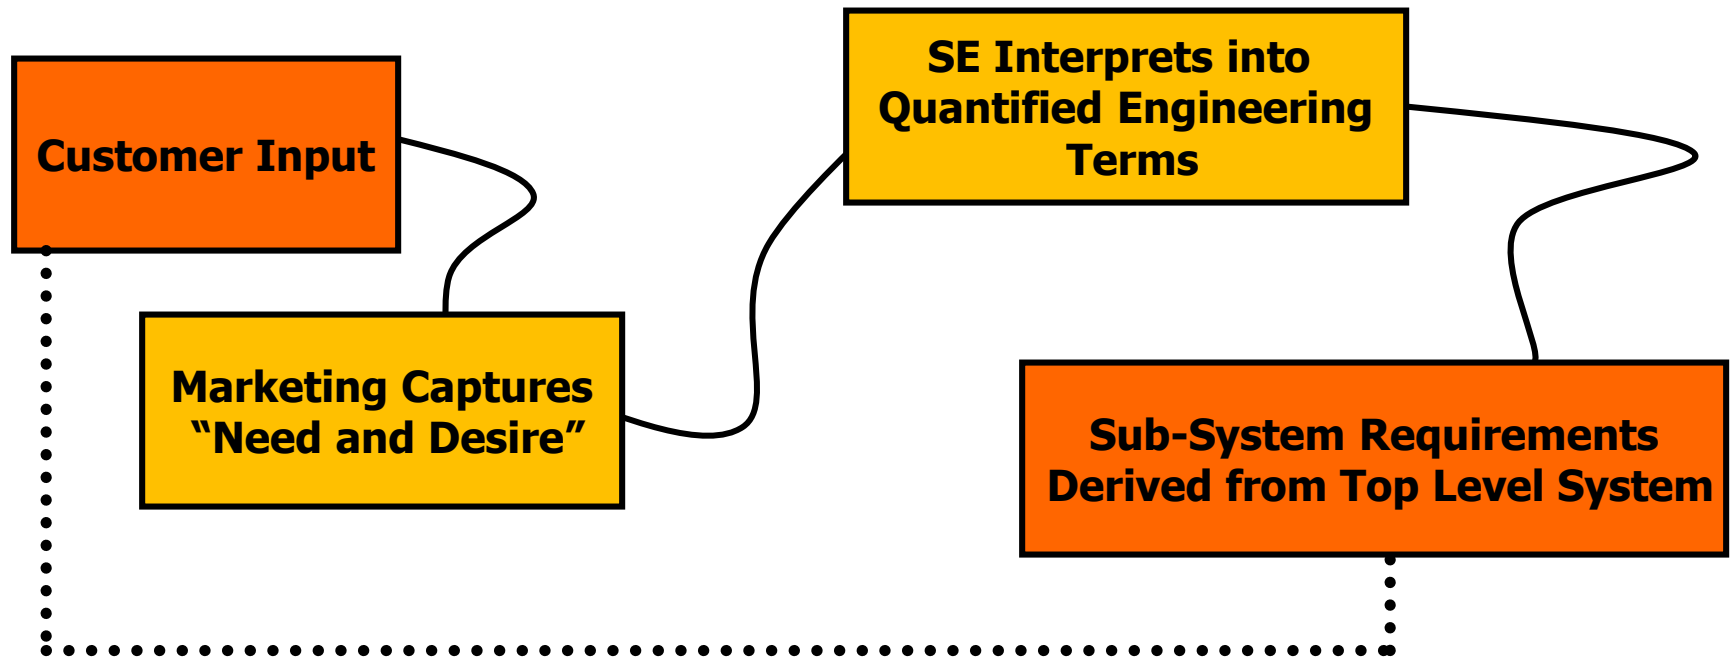 Customer Input
Marketing Captures
“Need and Desire”
SE Interprets into
Quantified Engineering
Terms
Sub-System Requirements
Derived from Top Level System